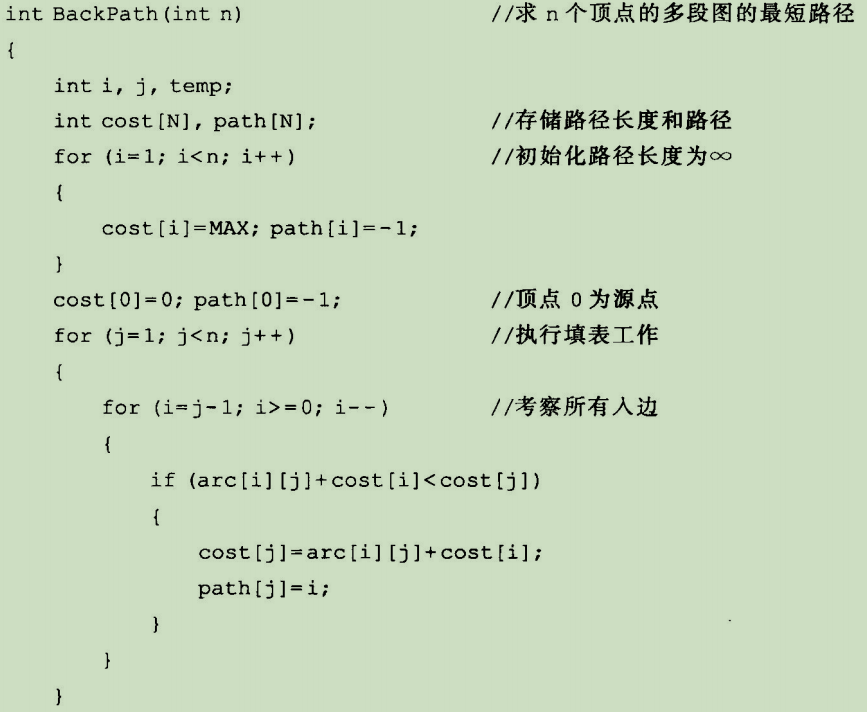 int BackPath(int n) //求 n 个顶点的多段图的最短路径
{
int i, j, temp;
int cost[N], path[N]; //存储路径长度和路径
for (i=1; i<n; i++) //初始化路径长度为∞
{
cost[i]=MAX; path[i]=-1;
}
cost[0]=0; path[0]=-1; //顶点 0 为源点
for (j=1; j<n; j++) //执行填表工作
{
for (i=j-1; i>=0; i--) //考察所有入边
{
if (arc[i][j]+cost[i]<cost[j])
{
cost[j]=arc[i][j]+cost[i];
path[j]=i;
}
}
}